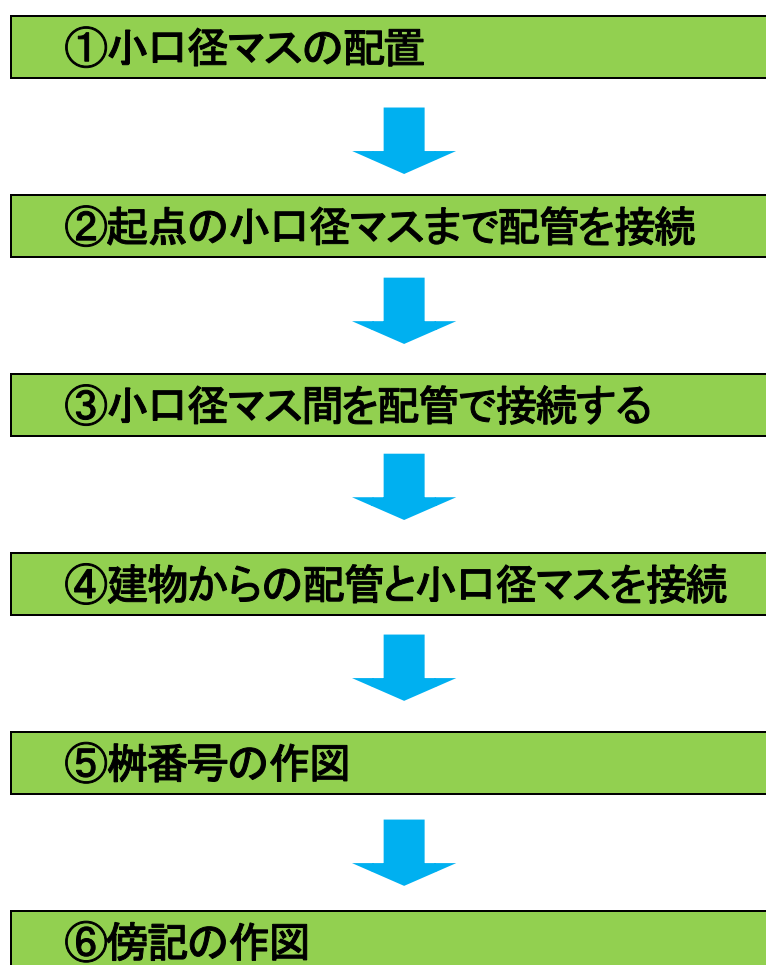 ①小口径マスの配置
②起点の小口径マスまで配管を接続
③小口径マス間を配管で接続する
④建物からの配管と小口径マスを接続
⑤桝番号の作図
⑥傍記の作図